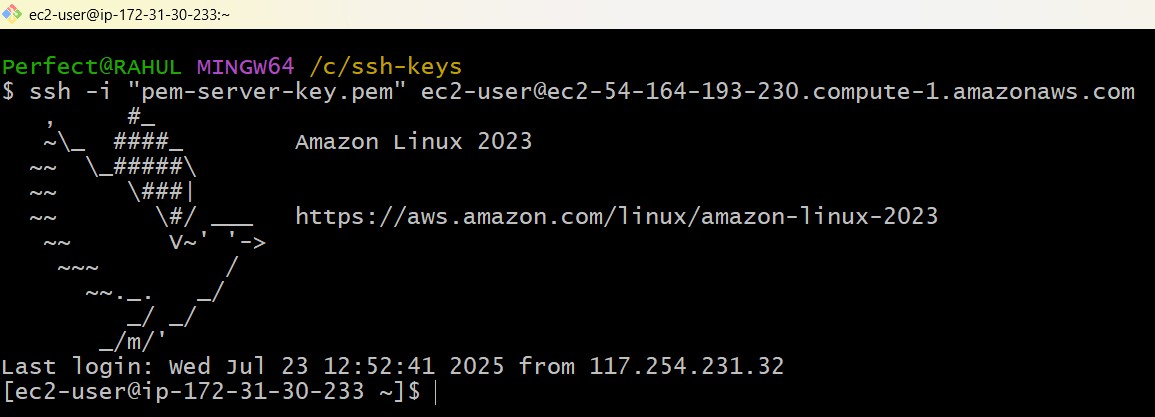 ec2-user@ip-172-31-30-233:~
Perfect@RAHUL MINGW64 /c/ssh-keys
$ ssh -i "pem-server-key.pem" ec2-user@ec2-54-164-193-230.compute-1.amazonaws.com
   ,     #_
   ~\_  ####_        Amazon Linux 2023
  ~~  \_#####\
  ~~     \###|
  ~~       \#/ ___   https://aws.amazon.com/linux/amazon-linux-2023
   ~~       V~' '->
    ~~~         /
      ~~._.   _/
         _/ _/
       _/m/'
Last login: Wed Jul 23 12:52:41 2025 from 117.254.231.32
[ec2-user@ip-172-31-30-233 ~]$